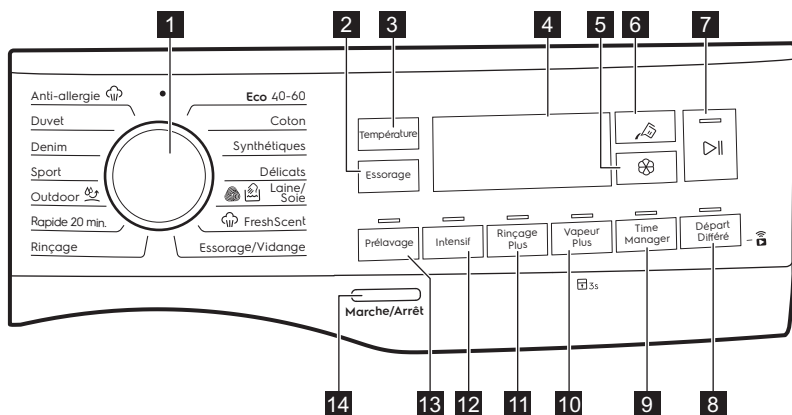 1
2
3
4
5
6
7
Anti-allergie
Duvet
Denim
Sport
Outdoor
Rapide 20 min.
Rinçage
Eco 40-60
Coton
Synthétiques
Délicats
Laine/
Soie
FreshScent
Essorage/Vidange
Température
Essorage
Prélavage
Intensif
Rinçage
Plus
Vapeur
Plus
Time
Manager
Départ
Différé
3s
Marche/Arrêt
14
13
12
11
10
9
8